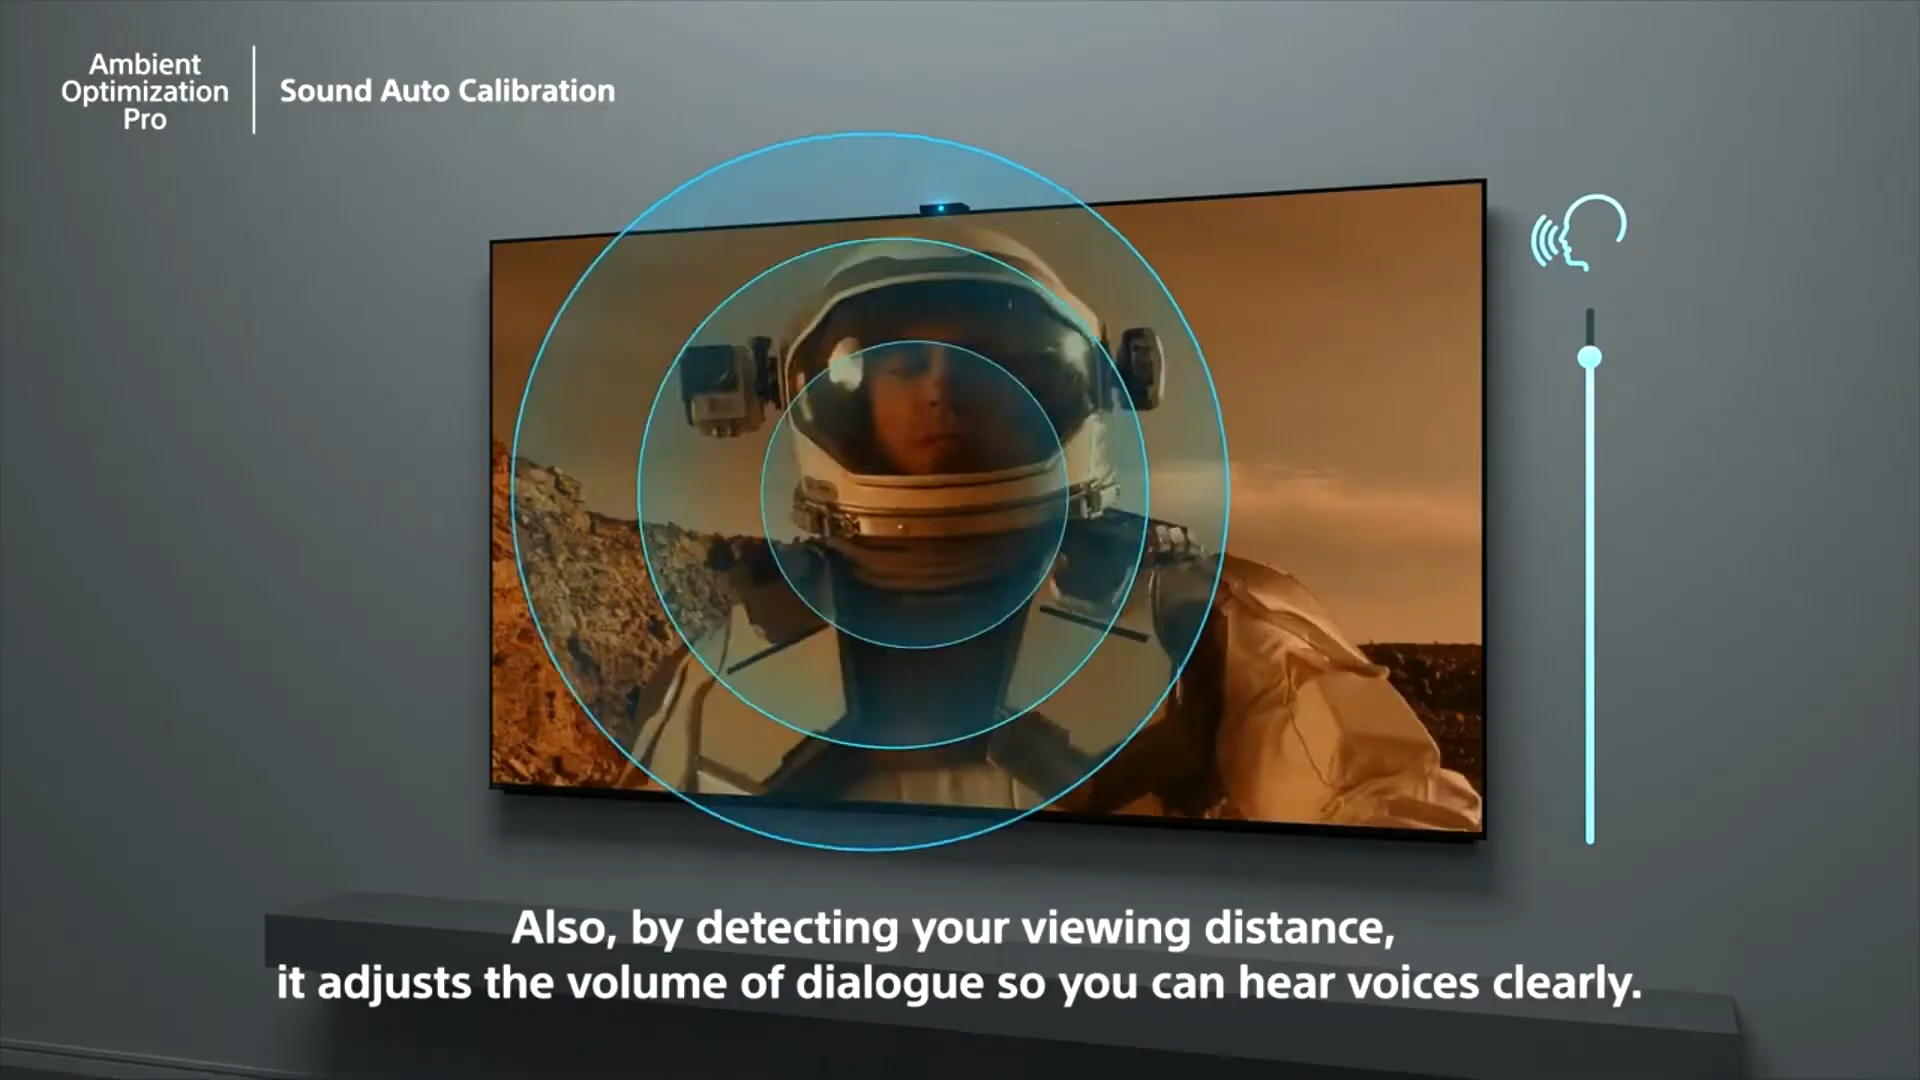 Ambient
Optimization
Pro
Sound Auto Calibration
Also, by detecting your viewing distance,
it adjusts the volume of dialogue so you can hear voices clearly.